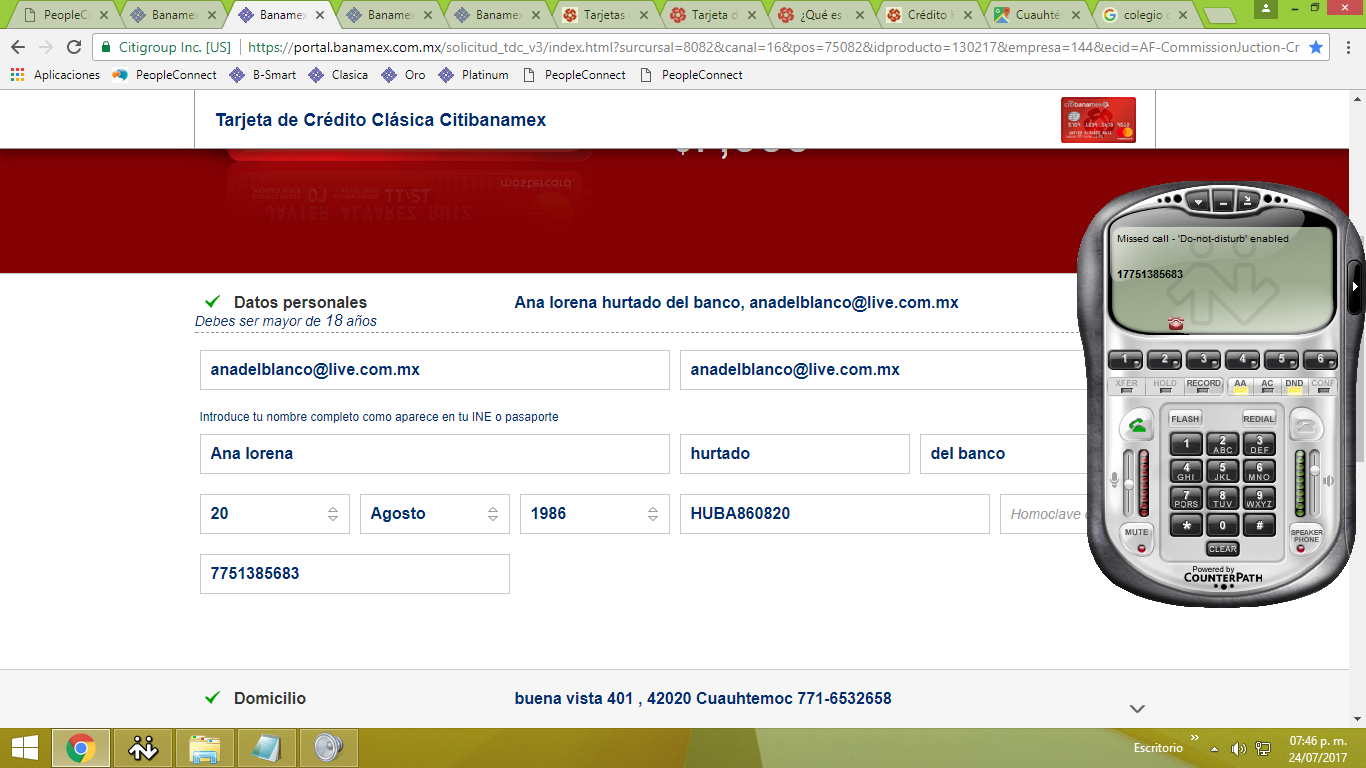 PeopleCo
Banamex
Banamex
Banamex
Banamex
Tarjetas
Tarjeta d
¿Qué es
Crédito
Cuauhté
colegio
Citigroup Inc. [US]
https://portal.banamex.com.mx/solicitud_tdc_v3/index.html?sucursal=8082&canal=16&pos=75082&idproducto=130217&empresa=144&ecid=AF-CommissionJuction-Cr
Aplicaciones
PeopleConnect
B-Smart
Clasica
Oro
Platinum
PeopleConnect
PeopleConnect
Tarjeta de Crédito Clásica Citibanamex
citibanamex
JAVIER ALVAREZ RUIZ
mastercard
Datos personales
Ana lorena hurtado del banco, anadelblanco@live.com.mx
Debes ser mayor de 18 años
anadelblanco@live.com.mx
anadelblanco@live.com.mx
Introduce tu nombre completo como aparece en tu INE o pasaporte
Ana lorena
hurtado
del banco
20
Agosto
1986
HUBA860820
Homoclave
7751385683
Domicilio
buena vista 401 , 42020 Cuauhtemoc 771-6532658
Missed call - 'Do-not-disturb' enabled
17751385683
1 2 3 4 5 6
XFER HOLD RECORD AA AC DND CONF
FLASH REDIAL
1 2 ABC 3 DEF
4 GHI 5 JKL 6 MNO
7 PQRS 8 TUV 9 WXYZ
* 0 #
MUTE
SPEAKER PHONE
CLEAR
Powered by
COUNTERPATH
Escritorio
07:46 p. m.
24/07/2017